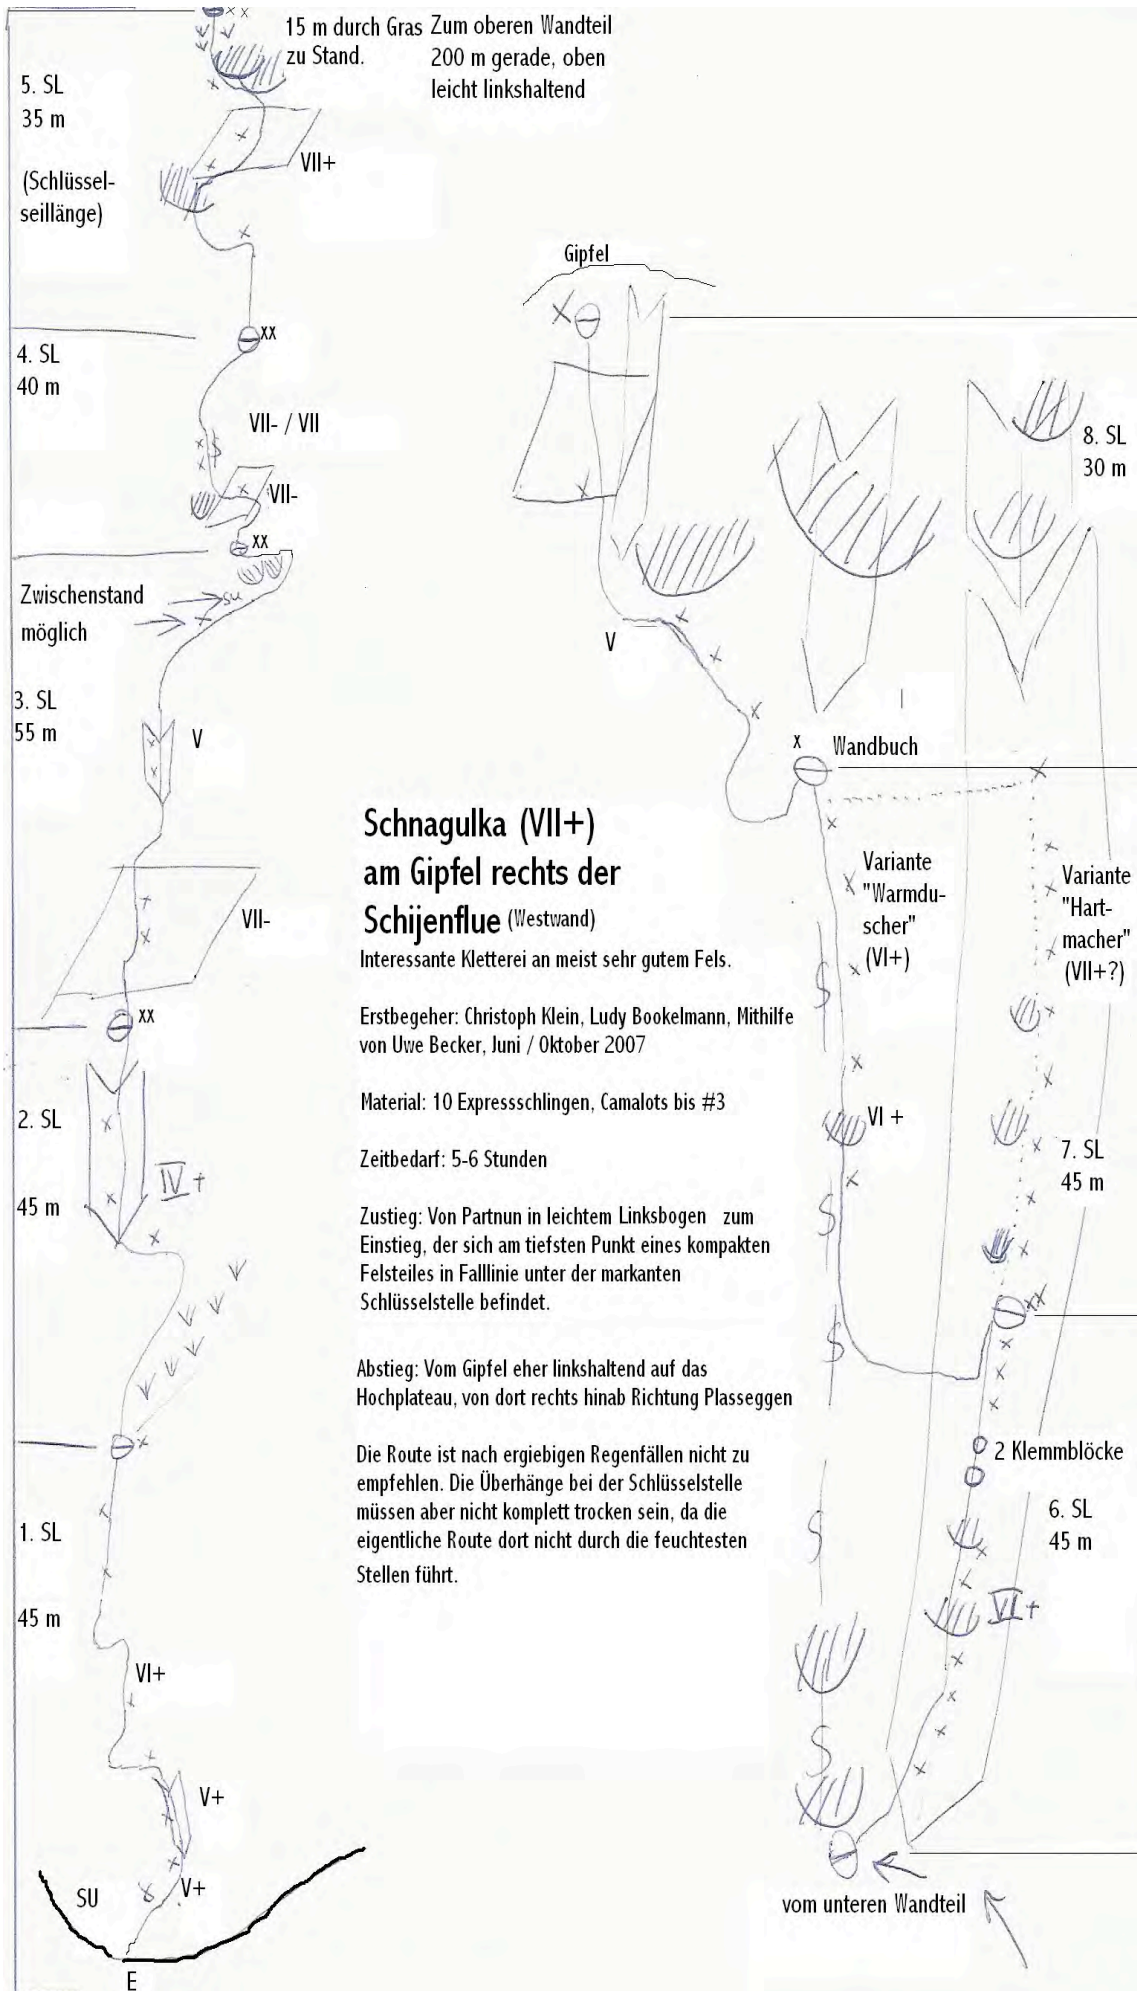 15 m durch Gras
zu Stand.
Zum oberen Wandteil
200 m gerade, oben
leicht linkshaltend
5. SL
35 m
(Schlüssel-
seillänge)
VII+
xx
4. SL
40 m
VII- / VII
VII-
xx
Zwischenstand
möglich
su
3. SL
55 m
V
VII-
xx
2. SL
45 m
IV+
1. SL
45 m
VI+
V+
V+
SU
E
Schnagulka (VII+)
am Gipfel rechts der
Schijenflue (Westwand)
Interessante Kletterei an meist sehr gutem Fels.
Erstbegeher: Christoph Klein, Ludy Bookelmann, Mithilfe
von Uwe Becker, Juni / Oktober 2007
Material: 10 Expressschlingen, Camalots bis #3
Zeitbedarf: 5-6 Stunden
Zustieg: Von Partnun in leichtem Linksbogen zum
Einstieg, der sich am tiefsten Punkt eines kompakten
Felsteiles in Falllinie unter der markanten
Schlüsselstelle befindet.
Abstieg: Vom Gipfel eher linkshaltend auf das
Hochplateau, von dort rechts hinab Richtung Plasseggen
Die Route ist nach ergiebigen Regenfällen nicht zu
empfehlen. Die Überhänge bei der Schlüsselstelle
müssen aber nicht komplett trocken sein, da die
eigentliche Route dort nicht durch die feuchtesten
Stellen führt.
Gipfel
8. SL
30 m
V
x
Wandbuch
Variante
"Warmdu-
scher"
(VI+)
Variante
"Hart-
macher"
(VII+?)
VI +
7. SL
45 m
xx
2 Klemmblöcke
6. SL
45 m
VI+
vom unteren Wandteil